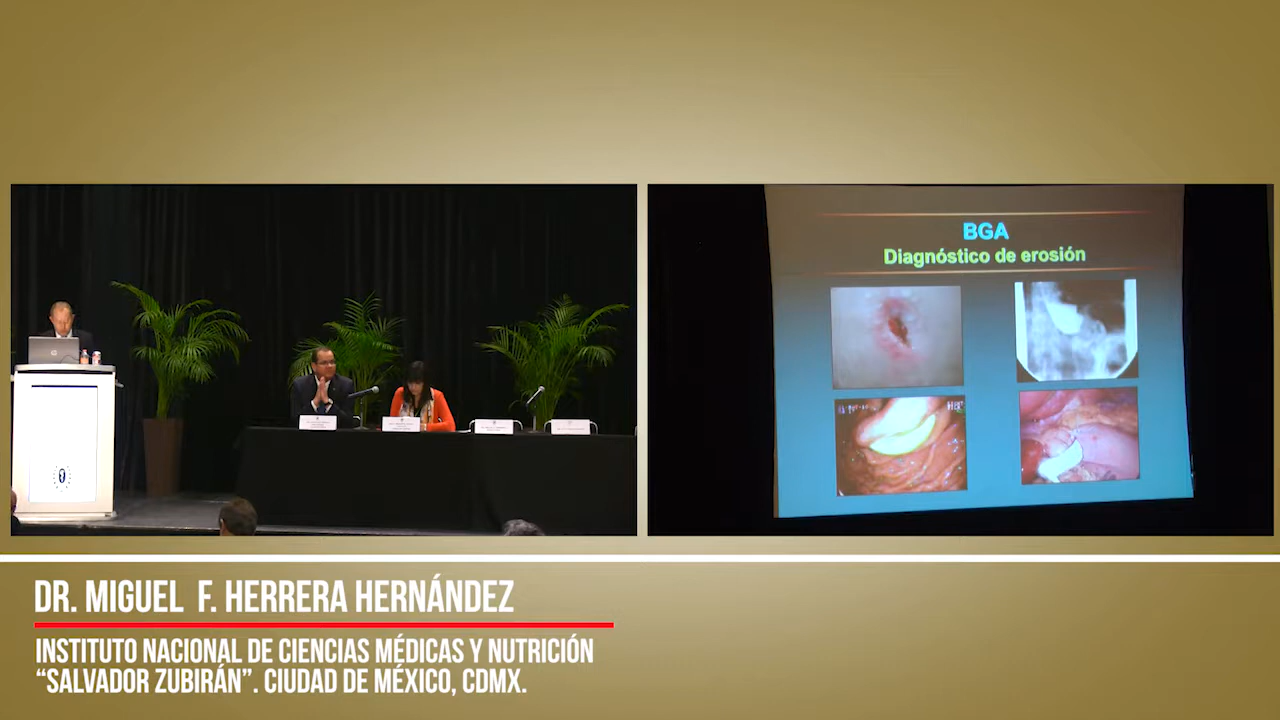 BGA
Diagnóstico de erosión
DR. MIGUEL F. HERRERA HERNÁNDEZ
INSTITUTO NACIONAL DE CIENCIAS MÉDICAS Y NUTRICIÓN
“SALVADOR ZUBIRÁN”. CIUDAD DE MÉXICO, CDMX.